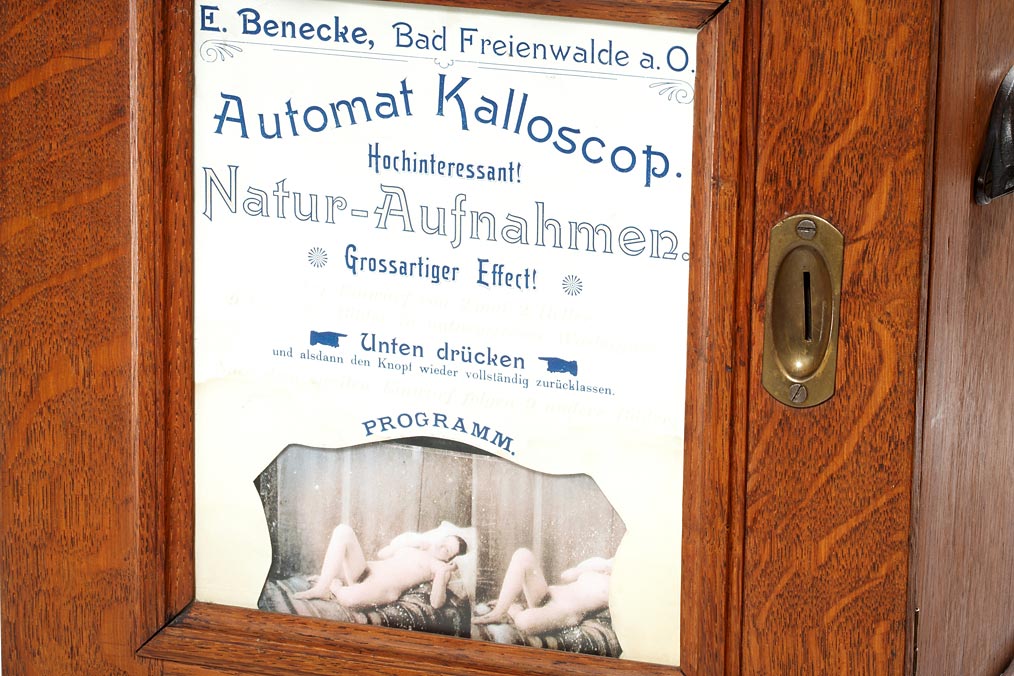 E. Benecke, Bad Freienwalde a. O.
Automat Kalloscop.
Hochinteressant!
Natur-Aufnahmen.
Grossartiger Effect!
Unten drücken
und alsdann den Knopf wieder vollständig zurücklassen.
PROGRAMM.